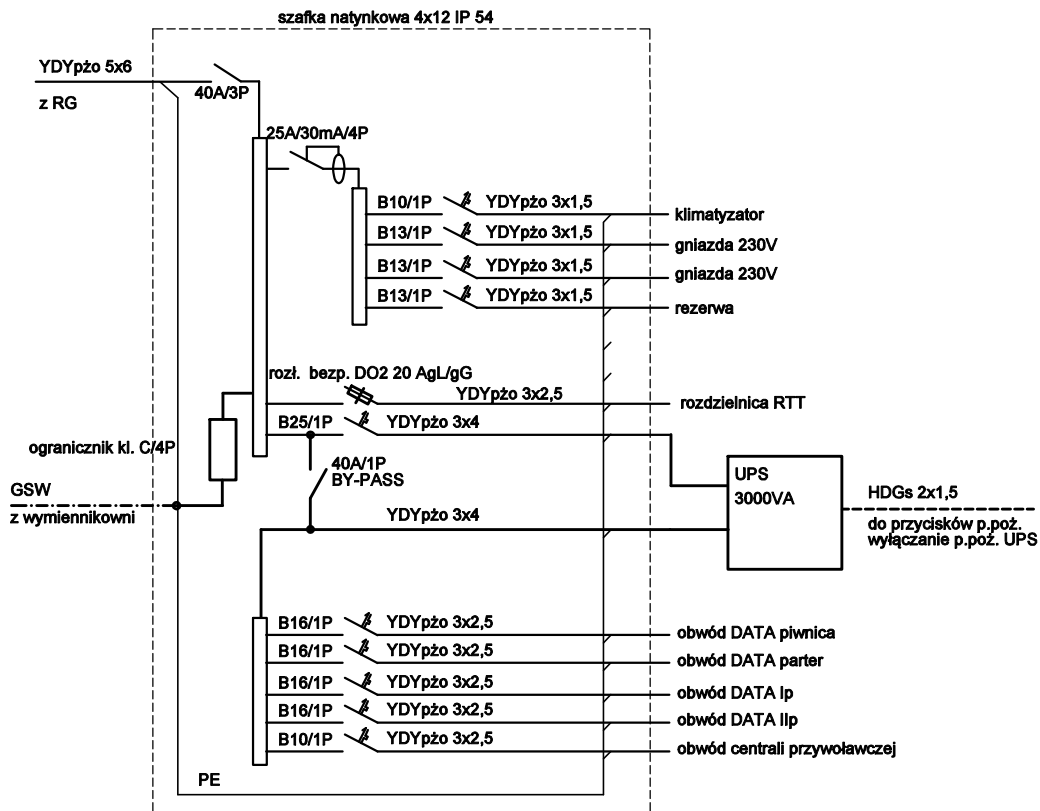 szafka natynkowa 4x12 IP 54
YDYpżo 5x6
z RG
40A/3P
25A/30mA/4P
B10/1P YDYpżo 3x1,5 klimatyzator
B13/1P YDYpżo 3x1,5 gniazda 230V
B13/1P YDYpżo 3x1,5 gniazda 230V
B13/1P YDYpżo 3x1,5 rezerwa
rozł. bezp. DO2 20 AgL/gG
YDYpżo 3x2,5 rozdzielnica RTT
B25/1P YDYpżo 3x4
ogranicznik kl. C/4P
40A/1P
BY-PASS
GSW
z wymiennikowni
YDYpżo 3x4
UPS
3000VA
HDGs 2x1,5
do przycisków p.poż.
wyłączanie p.poż. UPS
B16/1P YDYpżo 3x2,5 obwód DATA piwnica
B16/1P YDYpżo 3x2,5 obwód DATA parter
B16/1P YDYpżo 3x2,5 obwód DATA Ip
B16/1P YDYpżo 3x2,5 obwód DATA IIp
B10/1P YDYpżo 3x2,5 obwód centrali przywoławczej
PE